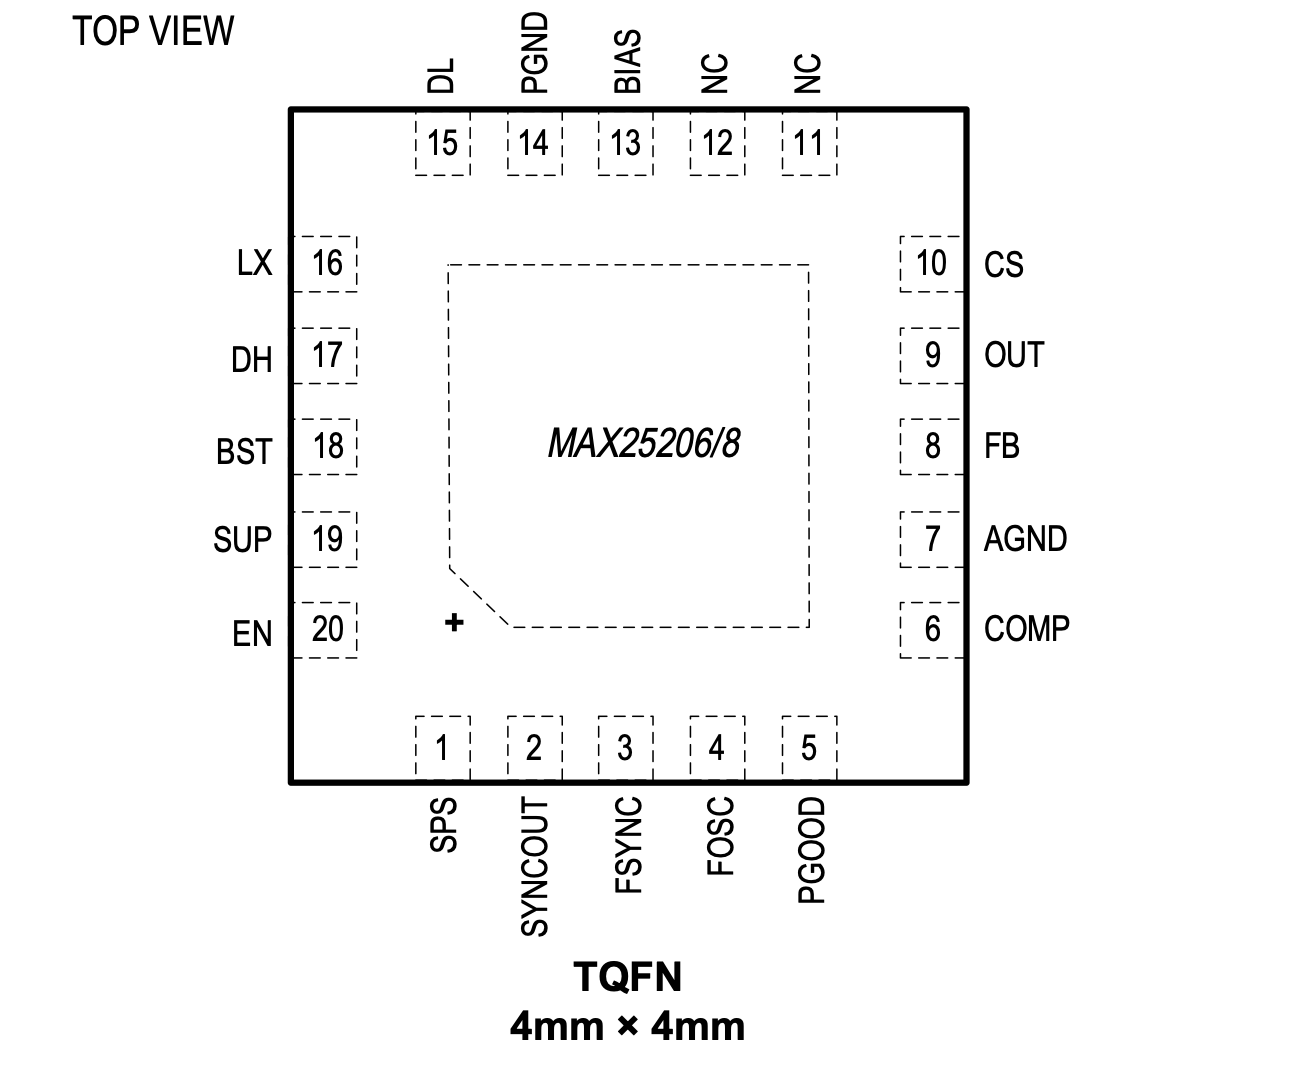 TOP VIEW
DL PGND BIAS NC NC
15 14 13 12 11
LX 16 10 CS
DH 17 9 OUT
MAX25206/8
BST 18 8 FB
SUP 19 7 AGND
EN 20 6 COMP
+
1 2 3 4 5
SPS SYNCOUT FSYNC FOSC PGOOD
TQFN
4mm × 4mm